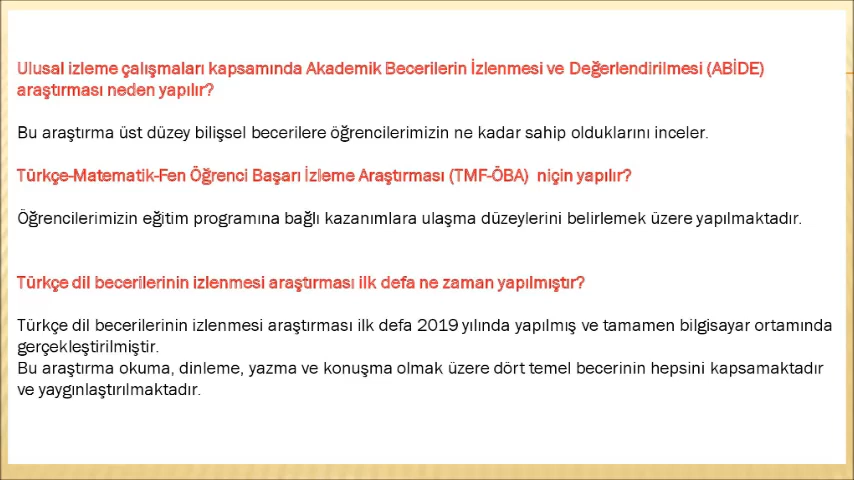 Ulusal izleme çalışmaları kapsamında Akademik Becerilerin İzlenmesi ve Değerlendirilmesi (ABİDE)
araştırması neden yapılır?
Bu araştırma üst düzey bilişsel becerilere öğrencilerimizin ne kadar sahip olduklarını inceler.
Türkçe-Matematik-Fen Öğrenci Başarı İzleme Araştırması (TMF-ÖBA) niçin yapılır?
Öğrencilerimizin eğitim programına bağlı kazanımlara ulaşma düzeylerini belirlemek üzere yapılmaktadır.
Türkçe dil becerilerinin izlenmesi araştırması ilk defa ne zaman yapılmıştır?
Türkçe dil becerilerinin izlenmesi araştırması ilk defa 2019 yılında yapılmış ve tamamen bilgisayar ortamında
gerçekleştirilmiştir.
Bu araştırma okuma, dinleme, yazma ve konuşma olmak üzere dört temel becerinin hepsini kapsamaktadır
ve yaygınlaştırılmaktadır.